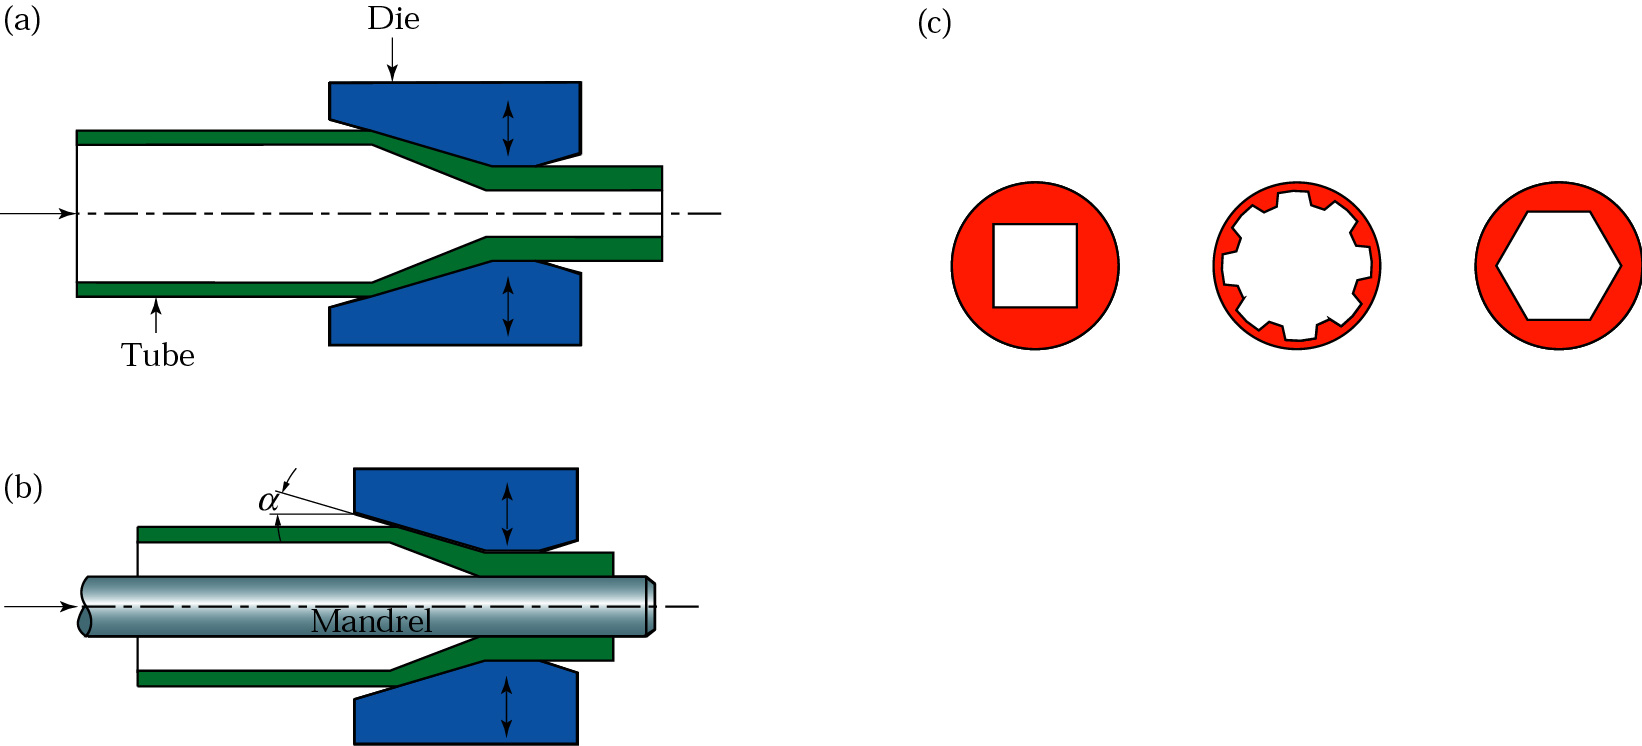 (a)
Die
Tube
(b)
α
Mandrel
(c)